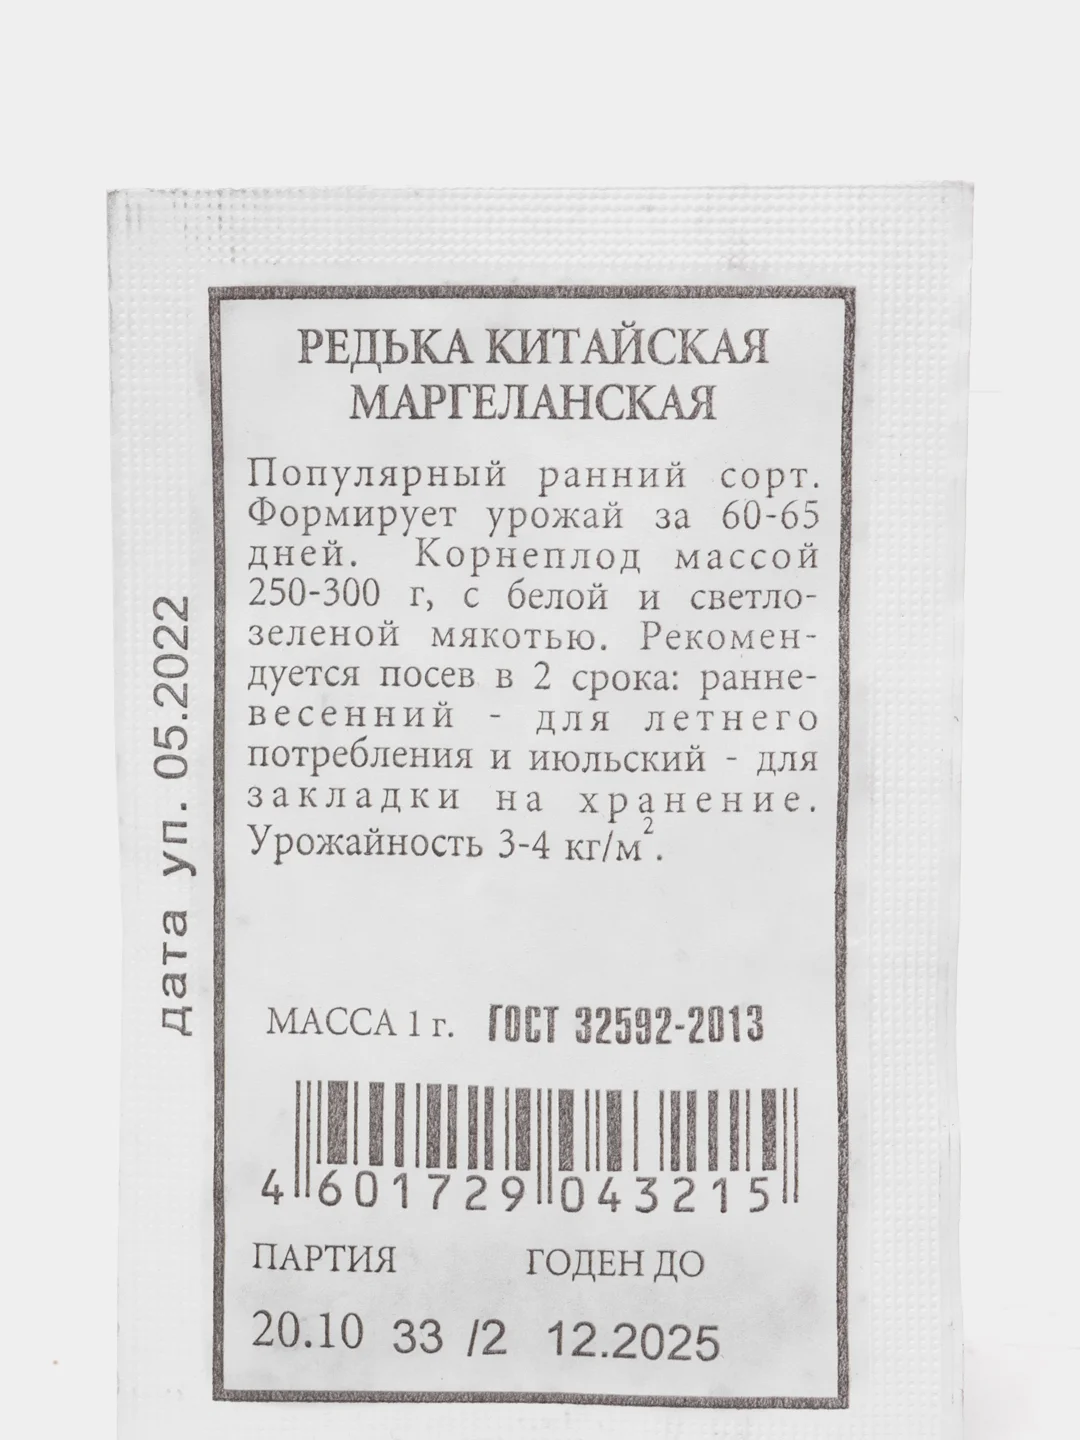 РЕДЬКА КИТАЙСКАЯ
МАРГЕЛАНСКАЯ
Популярный ранний сорт.
Формирует урожай за 60-65
дней. Корнеплод массой
250-300 г, с белой и светло-
зеленой мякотью. Рекомен-
дуется посев в 2 срока: ранне-
весенний - для летнего
потребления и июльский - для
закладки на хранение.
Урожайность 3-4 кг/м².
МАССА 1 г. ГОСТ 32592-2013
4 601729 043215
ПАРТИЯ ГОДЕН ДО
20.10 33 /2 12.2025
дата уп. 05.2022